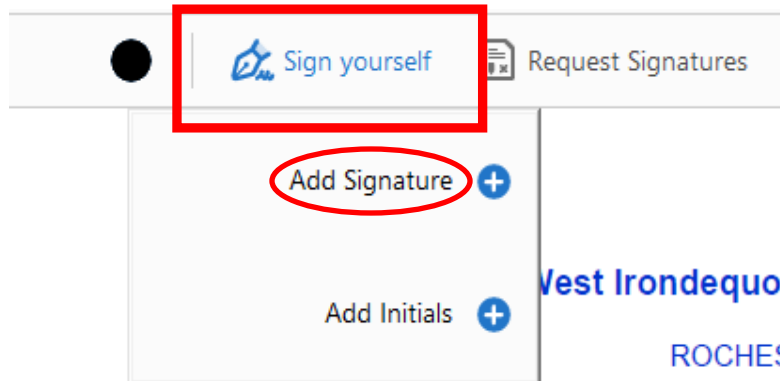 Sign yourself Request Signatures
Add Signature
Add Initials
West Irondequo
ROCHES